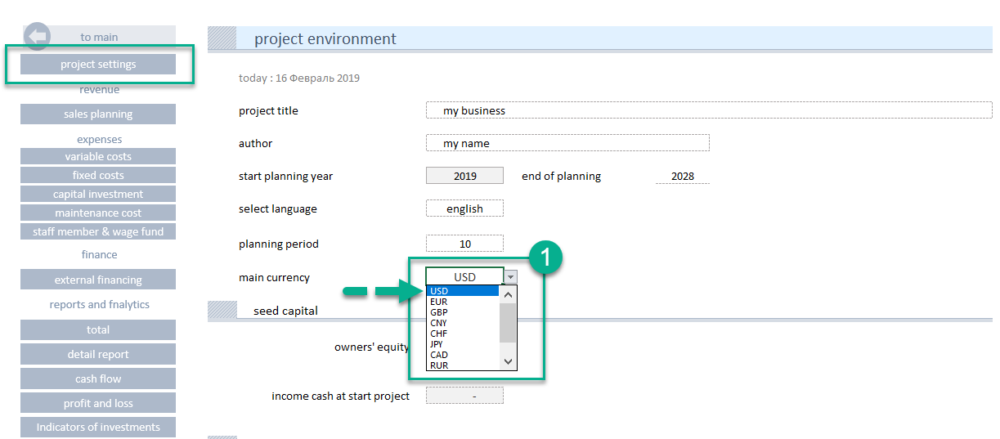 to main
project settings
revenue
sales planning
expenses
variable costs
fixed costs
capital investment
maintenance cost
staff member & wage fund
finance
external financing
reports and fnalytics
total
detail report
cash flow
profit and loss
Indicators of investments
project environment
today : 16 Февраль 2019
project title my business
author my name
start planning year 2019 end of planning 2028
select language english
planning period 10
1
main currency USD
USD
EUR
GBP
CNY
CHF
JPY
CAD
RUR
seed capital
owners' equity
income cash at start project -